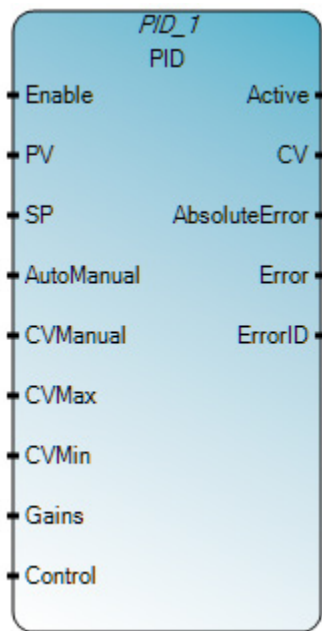 PID_1
PID
Enable Active
PV CV
SP AbsoluteError
AutoManual Error
CVManual ErrorID
CVMax
CVMin
Gains
Control